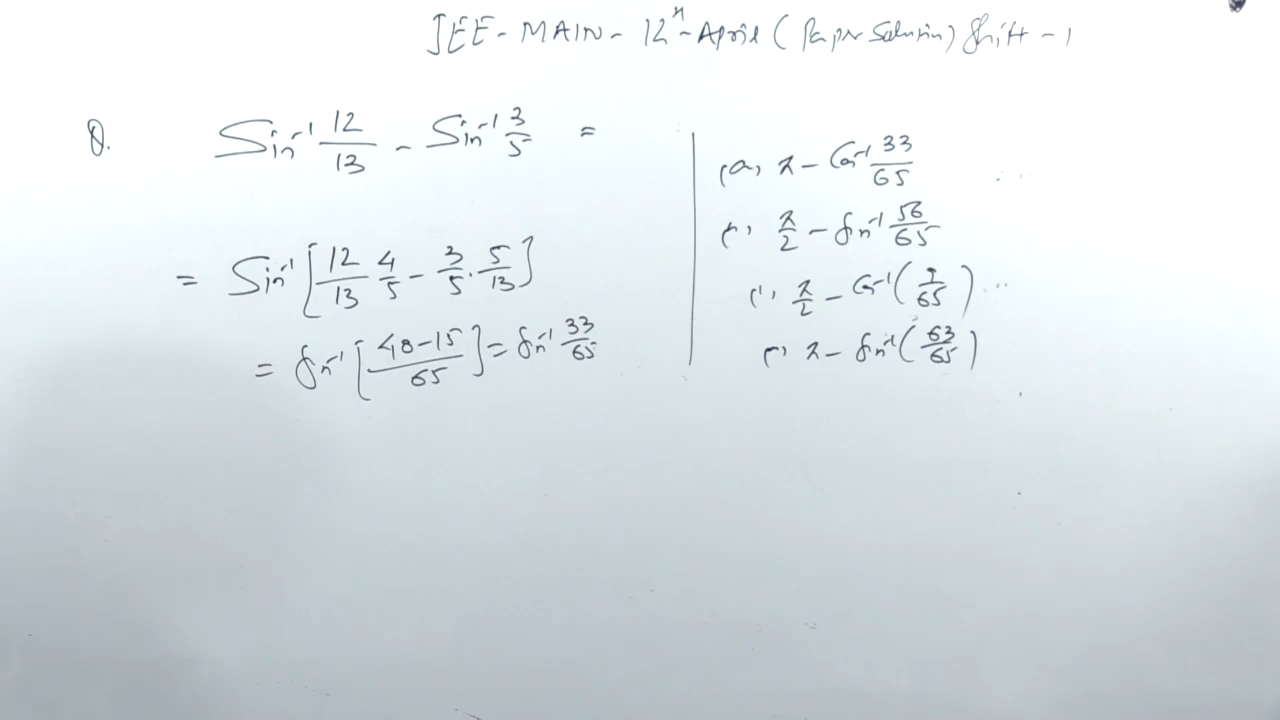 JEE - MAIN - 12th - April (Paper Solution) Shift - 1
Q. Sin⁻¹ 12/13 - Sin⁻¹ 3/5 =
= Sin⁻¹ [12/13 4/5 - 3/5 · 5/13]
= Sin⁻¹ [48-15/65] = Sin⁻¹ 33/65
(a) π - Cos⁻¹ 33/65
π/2 - Sin⁻¹ 56/65
π/2 - Cos⁻¹ (9/65)
π - Sin⁻¹ (63/65)